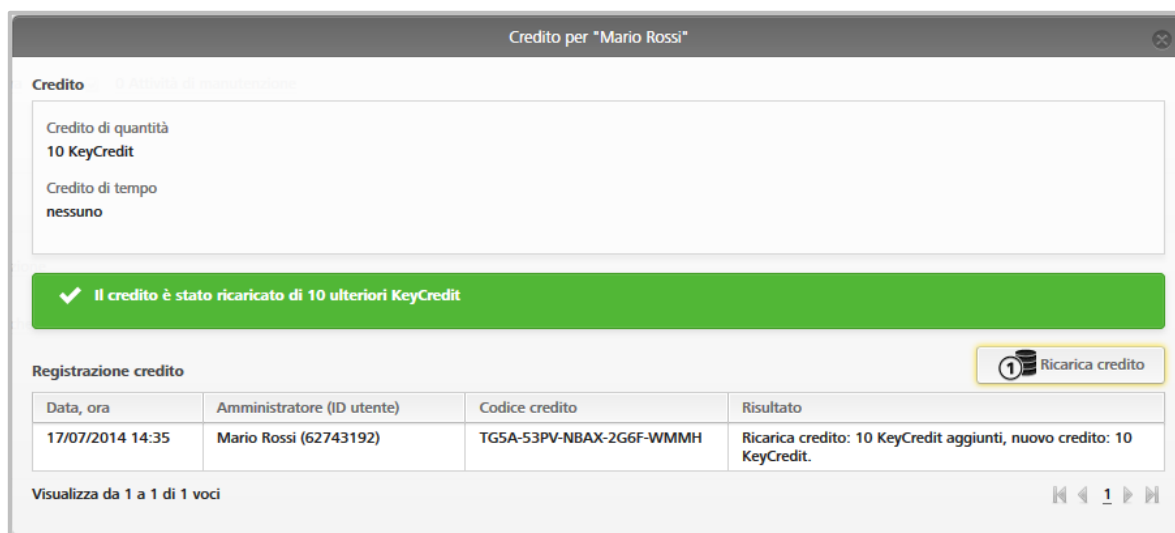 Credito per "Mario Rossi"
Credito
Credito di quantità
10 KeyCredit
Credito di tempo
nessuno
Il credito è stato ricaricato di 10 ulteriori KeyCredit
Registrazione credito
1 Ricarica credito
Data, ora Amministratore (ID utente) Codice credito Risultato
17/07/2014 14:35 Mario Rossi (62743192) TG5A-53PV-NBAX-2G6F-WMMH Ricarica credito: 10 KeyCredit aggiunti, nuovo credito: 10
KeyCredit.
Visualizza da 1 a 1 di 1 voci 1